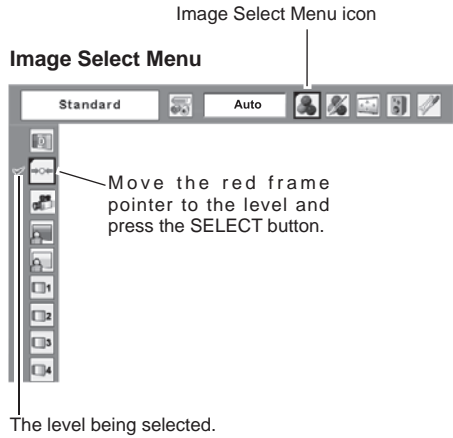 Image Select Menu icon
Image Select Menu
Standard
Auto
Move the red frame
pointer to the level and
press the SELECT button.
1
2
3
4
The level being selected.